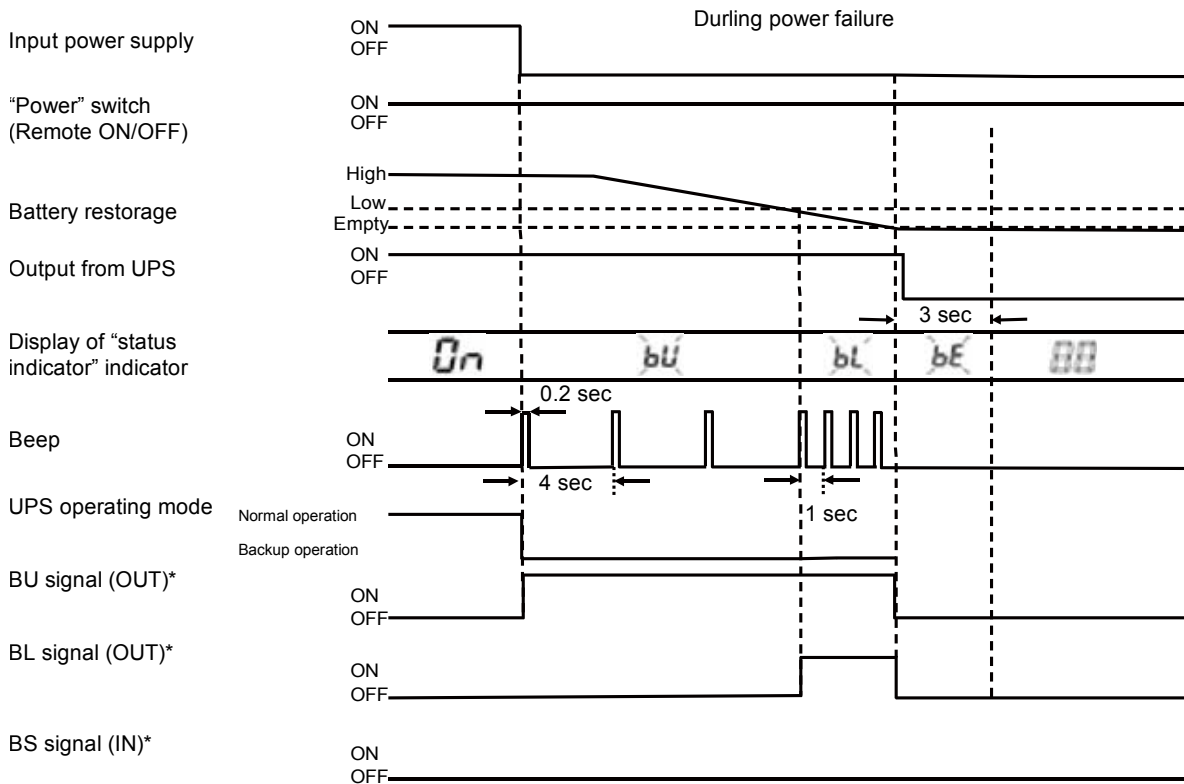 Durling power failure
Input power supply
ON
OFF
“Power” switch
(Remote ON/OFF)
ON
OFF
Battery restorage
High
Low
Empty
Output from UPS
ON
OFF
3 sec
Display of “status
indicator” indicator
On
bU
bL
bE
00
0.2 sec
Beep
ON
OFF
4 sec
1 sec
UPS operating mode
Normal operation
Backup operation
BU signal (OUT)*
ON
OFF
BL signal (OUT)*
ON
OFF
BS signal (IN)*
ON
OFF